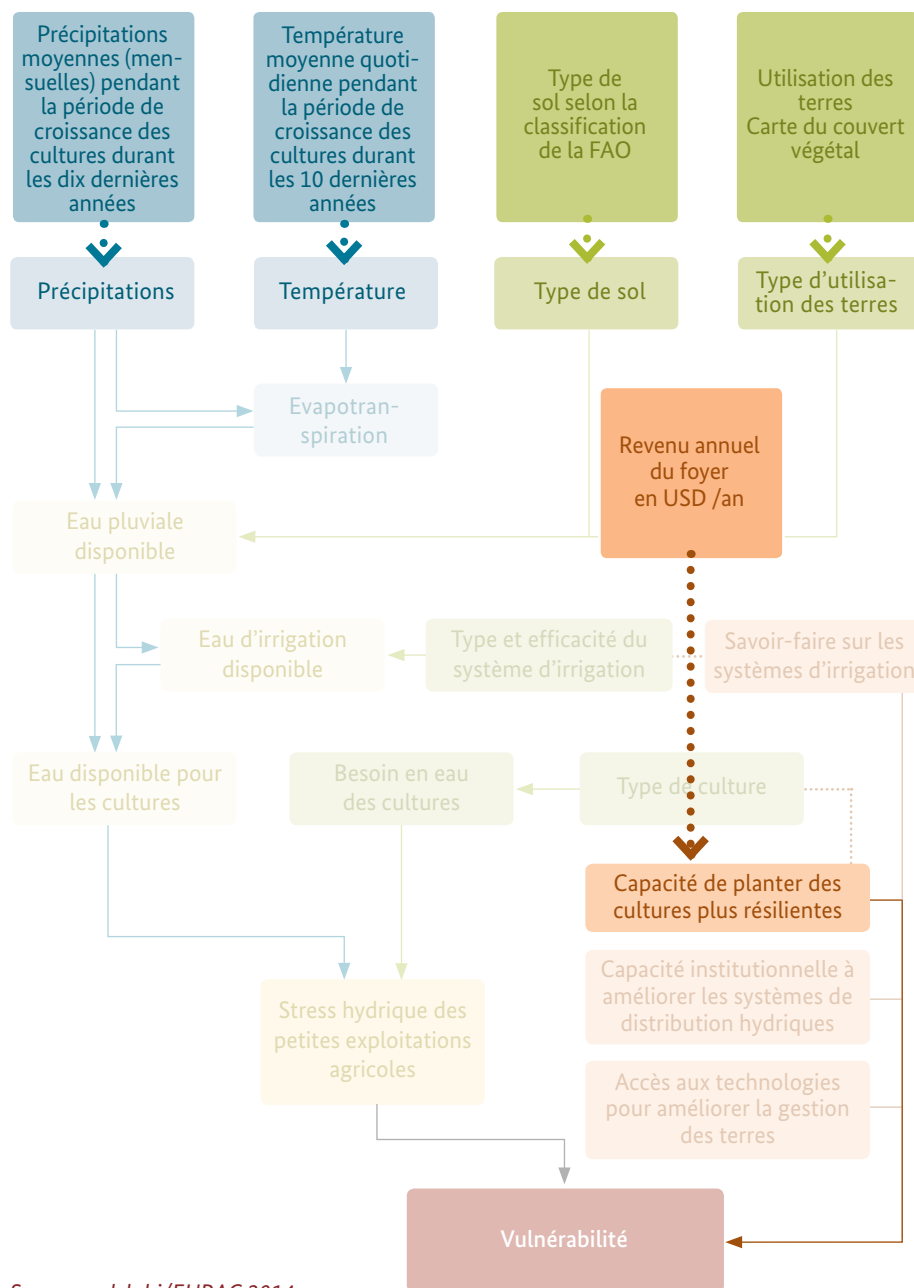 Précipitations
moyennes (men-
suelles) pendant
la période de
croissance des
cultures durant
les dix dernières
années
Température
moyenne quoti-
dienne pendant
la période de
croissance des
cultures durant
les 10 dernières
années
Type de
sol selon la
classification
de la FAO
Utilisation des
terres
Carte du couvert
végétal
Précipitations
Température
Type de sol
Type d'utilisa-
tion des terres
Evapotran-
spiration
Revenu annuel
du foyer
en USD /an
Eau pluviale
disponible
Eau d'irrigation
disponible
Type et efficacité du
système d'irrigation
Savoir-faire sur les
systèmes d'irrigation
Eau disponible pour
les cultures
Besoin en eau
des cultures
Type de culture
Capacité de planter des
cultures plus résilientes
Capacité institutionnelle à
améliorer les systèmes de
distribution hydriques
Stress hydrique des
petites exploitations
agricoles
Accès aux technologies
pour améliorer la gestion
des terres
Vulnérabilité